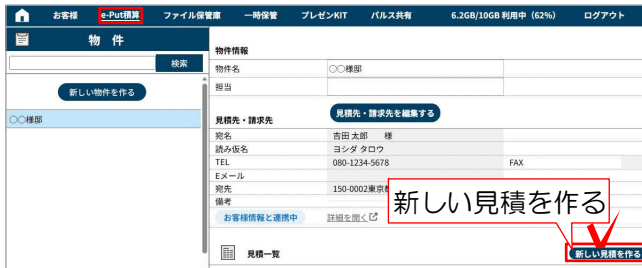 お客様 e-Put積算 ファイル保管庫 一時保管 プレゼンKIT パルス共有 6.2GB/10GB 利用中（62%） ログアウト
物 件
検索
新しい物件を作る
〇〇様邸
物件情報
物件名 〇〇様邸
担当
見積先・請求先 見積先・請求先を編集する
宛名 吉田 太郎 様
読み仮名 ヨシダ タロウ
TEL 080-1234-5678 FAX
Eメール
宛先 150-0002東京
備考
お客様情報と連携中 詳細を開く
新しい見積を作る
見積一覧 新しい見積を作る